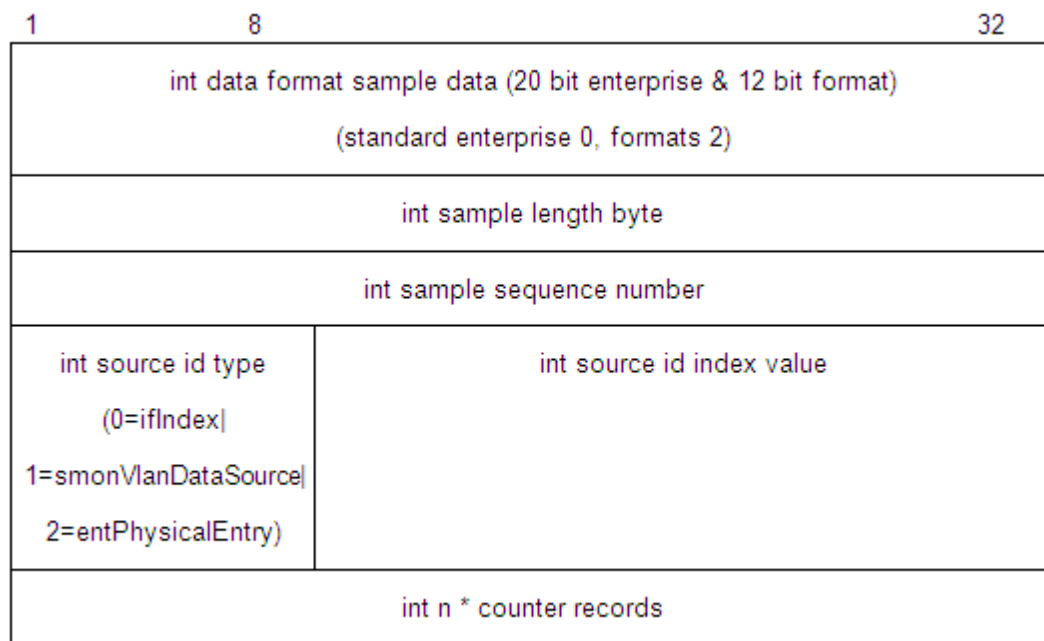 1 8 32
int data format sample data (20 bit enterprise & 12 bit format)
(standard enterprise 0, formats 2)
int sample length byte
int sample sequence number
int source id type
(0=ifIndex|
1=smonVlanDataSource|
2=entPhysicalEntry)
int source id index value
int n * counter records